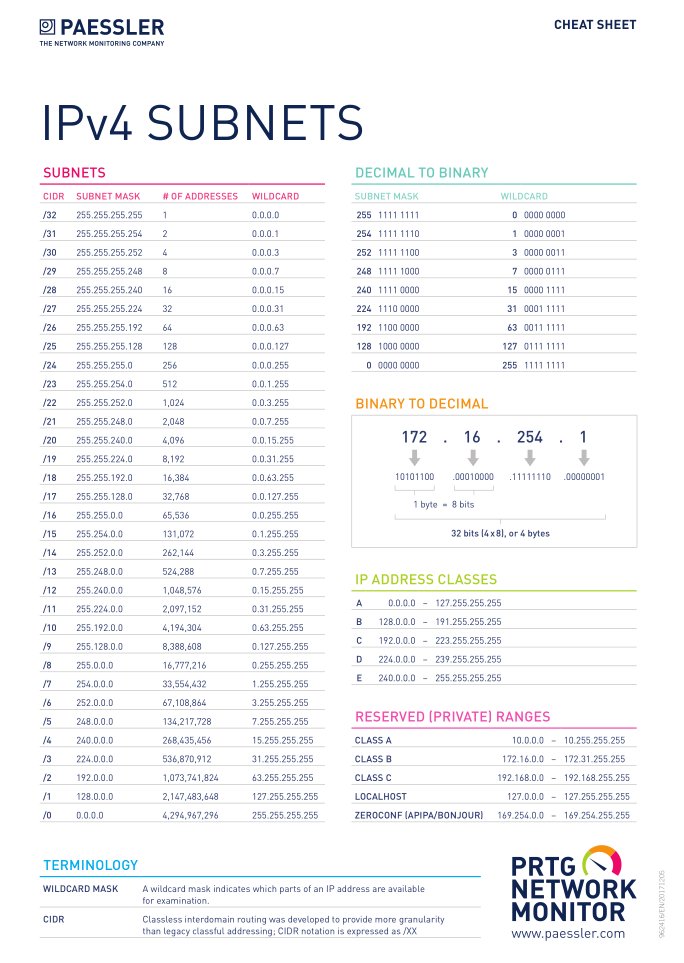 PAESSLER
THE NETWORK MONITORING COMPANY
CHEAT SHEET
IPv4 SUBNETS
SUBNETS
CIDR SUBNET MASK # OF ADDRESSES WILDCARD
/32 255.255.255.255 1 0.0.0.0
/31 255.255.255.254 2 0.0.0.1
/30 255.255.255.252 4 0.0.0.3
/29 255.255.255.248 8 0.0.0.7
/28 255.255.255.240 16 0.0.0.15
/27 255.255.255.224 32 0.0.0.31
/26 255.255.255.192 64 0.0.0.63
/25 255.255.255.128 128 0.0.0.127
/24 255.255.255.0 256 0.0.0.255
/23 255.255.254.0 512 0.0.1.255
/22 255.255.252.0 1,024 0.0.3.255
/21 255.255.248.0 2,048 0.0.7.255
/20 255.255.240.0 4,096 0.0.15.255
/19 255.255.224.0 8,192 0.0.31.255
/18 255.255.192.0 16,384 0.0.63.255
/17 255.255.128.0 32,768 0.0.127.255
/16 255.255.0.0 65,536 0.0.255.255
/15 255.254.0.0 131,072 0.1.255.255
/14 255.252.0.0 262,144 0.3.255.255
/13 255.248.0.0 524,288 0.7.255.255
/12 255.240.0.0 1,048,576 0.15.255.255
/11 255.224.0.0 2,097,152 0.31.255.255
/10 255.192.0.0 4,194,304 0.63.255.255
/9 255.128.0.0 8,388,608 0.127.255.255
/8 255.0.0.0 16,777,216 0.255.255.255
/7 254.0.0.0 33,554,432 1.255.255.255
/6 252.0.0.0 67,108,864 3.255.255.255
/5 248.0.0.0 134,217,728 7.255.255.255
/4 240.0.0.0 268,435,456 15.255.255.255
/3 224.0.0.0 536,870,912 31.255.255.255
/2 192.0.0.0 1,073,741,824 63.255.255.255
/1 128.0.0.0 2,147,483,648 127.255.255.255
/0 0.0.0.0 4,294,967,296 255.255.255.255
DECIMAL TO BINARY
SUBNET MASK WILDCARD
255 1111 1111 0 0000 0000
254 1111 1110 1 0000 0001
252 1111 1100 3 0000 0011
248 1111 1000 7 0000 0111
240 1111 0000 15 0000 1111
224 1110 0000 31 0001 1111
192 1100 0000 63 0011 1111
128 1000 0000 127 0111 1111
0 0000 0000 255 1111 1111
BINARY TO DECIMAL
172 . 16 . 254 . 1
10101100 .00010000 .11111110 .00000001
1 byte = 8 bits
32 bits (4x8), or 4 bytes
IP ADDRESS CLASSES
A 0.0.0.0 – 127.255.255.255
B 128.0.0.0 – 191.255.255.255
C 192.0.0.0 – 223.255.255.255
D 224.0.0.0 – 239.255.255.255
E 240.0.0.0 – 255.255.255.255
RESERVED (PRIVATE) RANGES
CLASS A 10.0.0.0 – 10.255.255.255
CLASS B 172.16.0.0 – 172.31.255.255
CLASS C 192.168.0.0 – 192.168.255.255
LOCALHOST 127.0.0.0 – 127.255.255.255
ZEROCONF (APIPA/BONJOUR) 169.254.0.0 – 169.254.255.255
TERMINOLOGY
WILDCARD MASK A wildcard mask indicates which parts of an IP address are available
for examination.
CIDR Classless interdomain routing was developed to provide more granularity
than legacy classful addressing; CIDR notation is expressed as /XX
PRTG
NETWORK
MONITOR
www.paessler.com
962416/EN/20171205